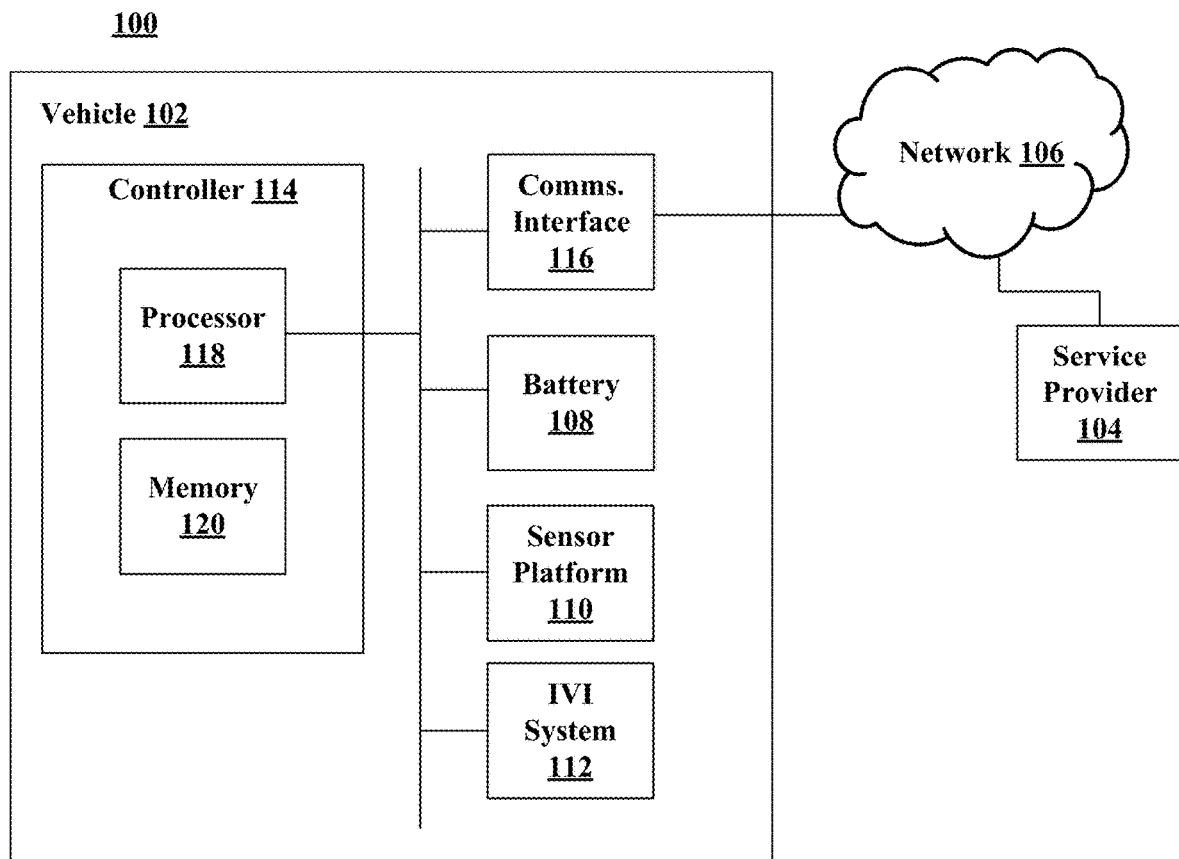 100
Vehicle 102
Controller 114
Processor
118
Memory
120
Comms.
Interface
116
Battery
108
Sensor
Platform
110
IVI
System
112
Network 106
Service
Provider
104